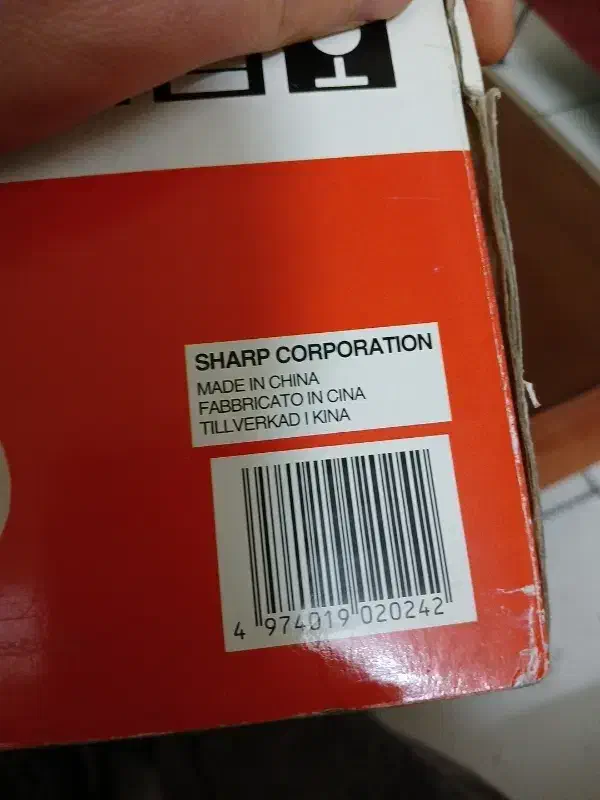 SHARP CORPORATION
MADE IN CHINA
FABBRICATO IN CINA
TILLVERKAD I KINA
4 974019 020242